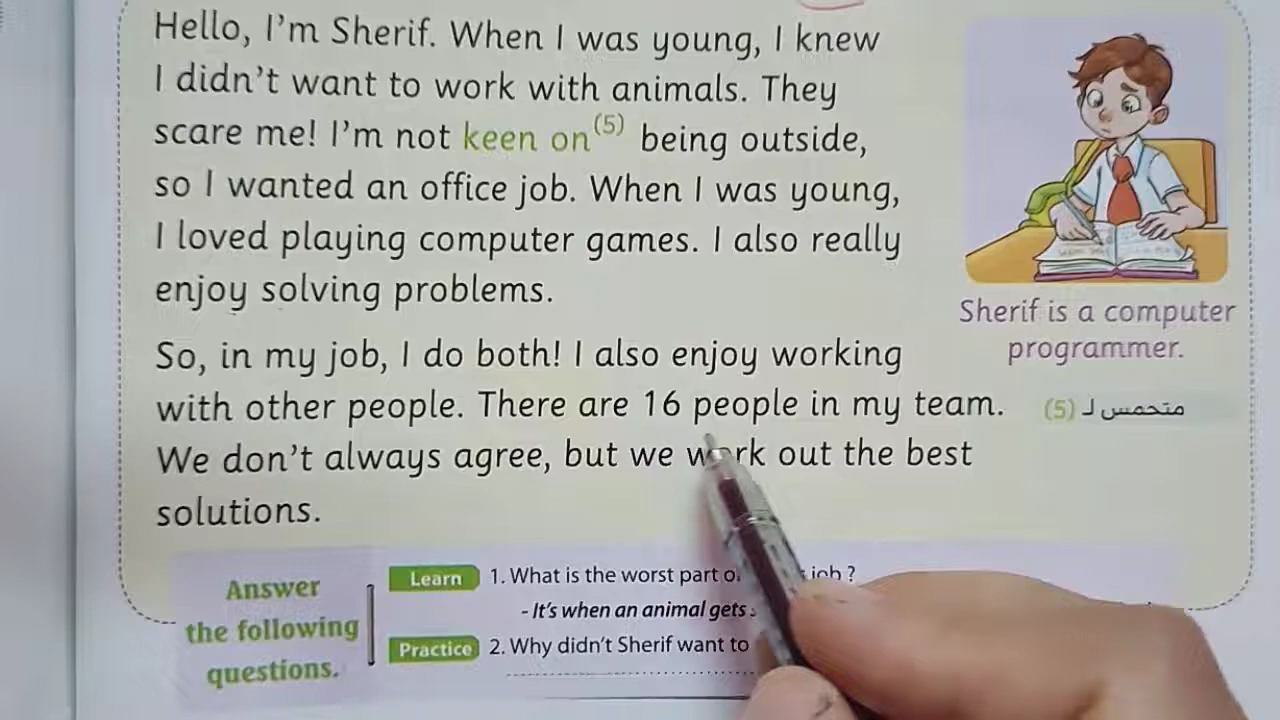 Hello, I'm Sherif. When I was young, I knew
I didn't want to work with animals. They
scare me! I'm not keen on (5) being outside,
so I wanted an office job. When I was young,
I loved playing computer games. I also really
enjoy solving problems.
Sherif is a computer
programmer.
So, in my job, I do both! I also enjoy working
with other people. There are 16 people in my team.
We don't always agree, but we work out the best
solutions.
(5) متحمس لـ
Answer
the following
questions.
Learn 1. What is the worst part job ?
- It's when an animal gets
Practice 2. Why didn't Sherif want to